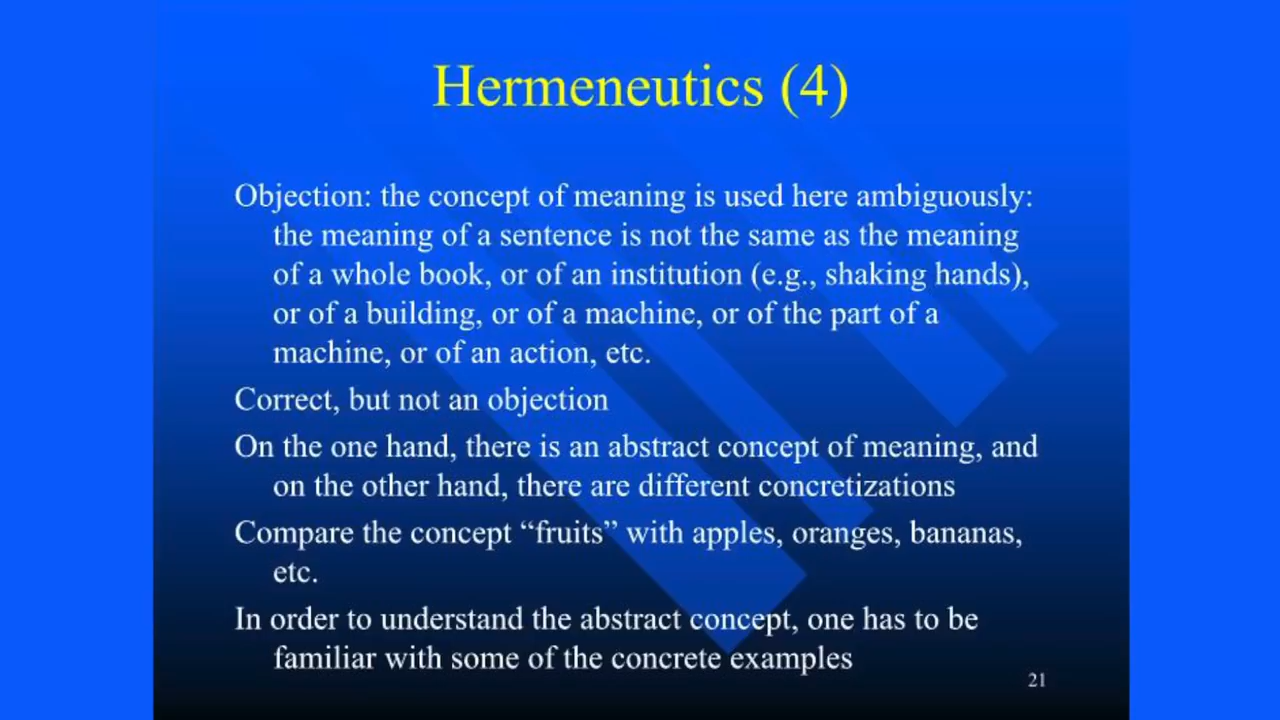 Hermeneutics (4)
Objection: the concept of meaning is used here ambiguously:
the meaning of a sentence is not the same as the meaning
of a whole book, or of an institution (e.g., shaking hands),
or of a building, or of a machine, or of the part of a
machine, or of an action, etc.
Correct, but not an objection
On the one hand, there is an abstract concept of meaning, and
on the other hand, there are different concretizations
Compare the concept “fruits” with apples, oranges, bananas,
etc.
In order to understand the abstract concept, one has to be
familiar with some of the concrete examples
21